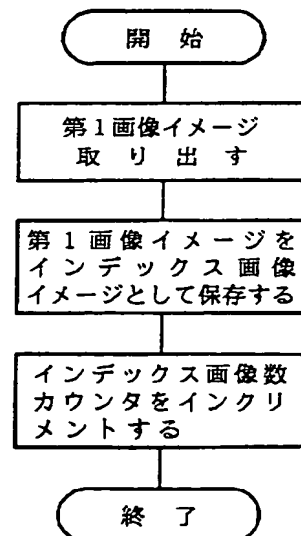 開 始
第1画像イメージ
取り出す
第1画像イメージを
インデックス画像
イメージとして保存する
インデックス画像数
カウンタをインクリ
メントする
終 了